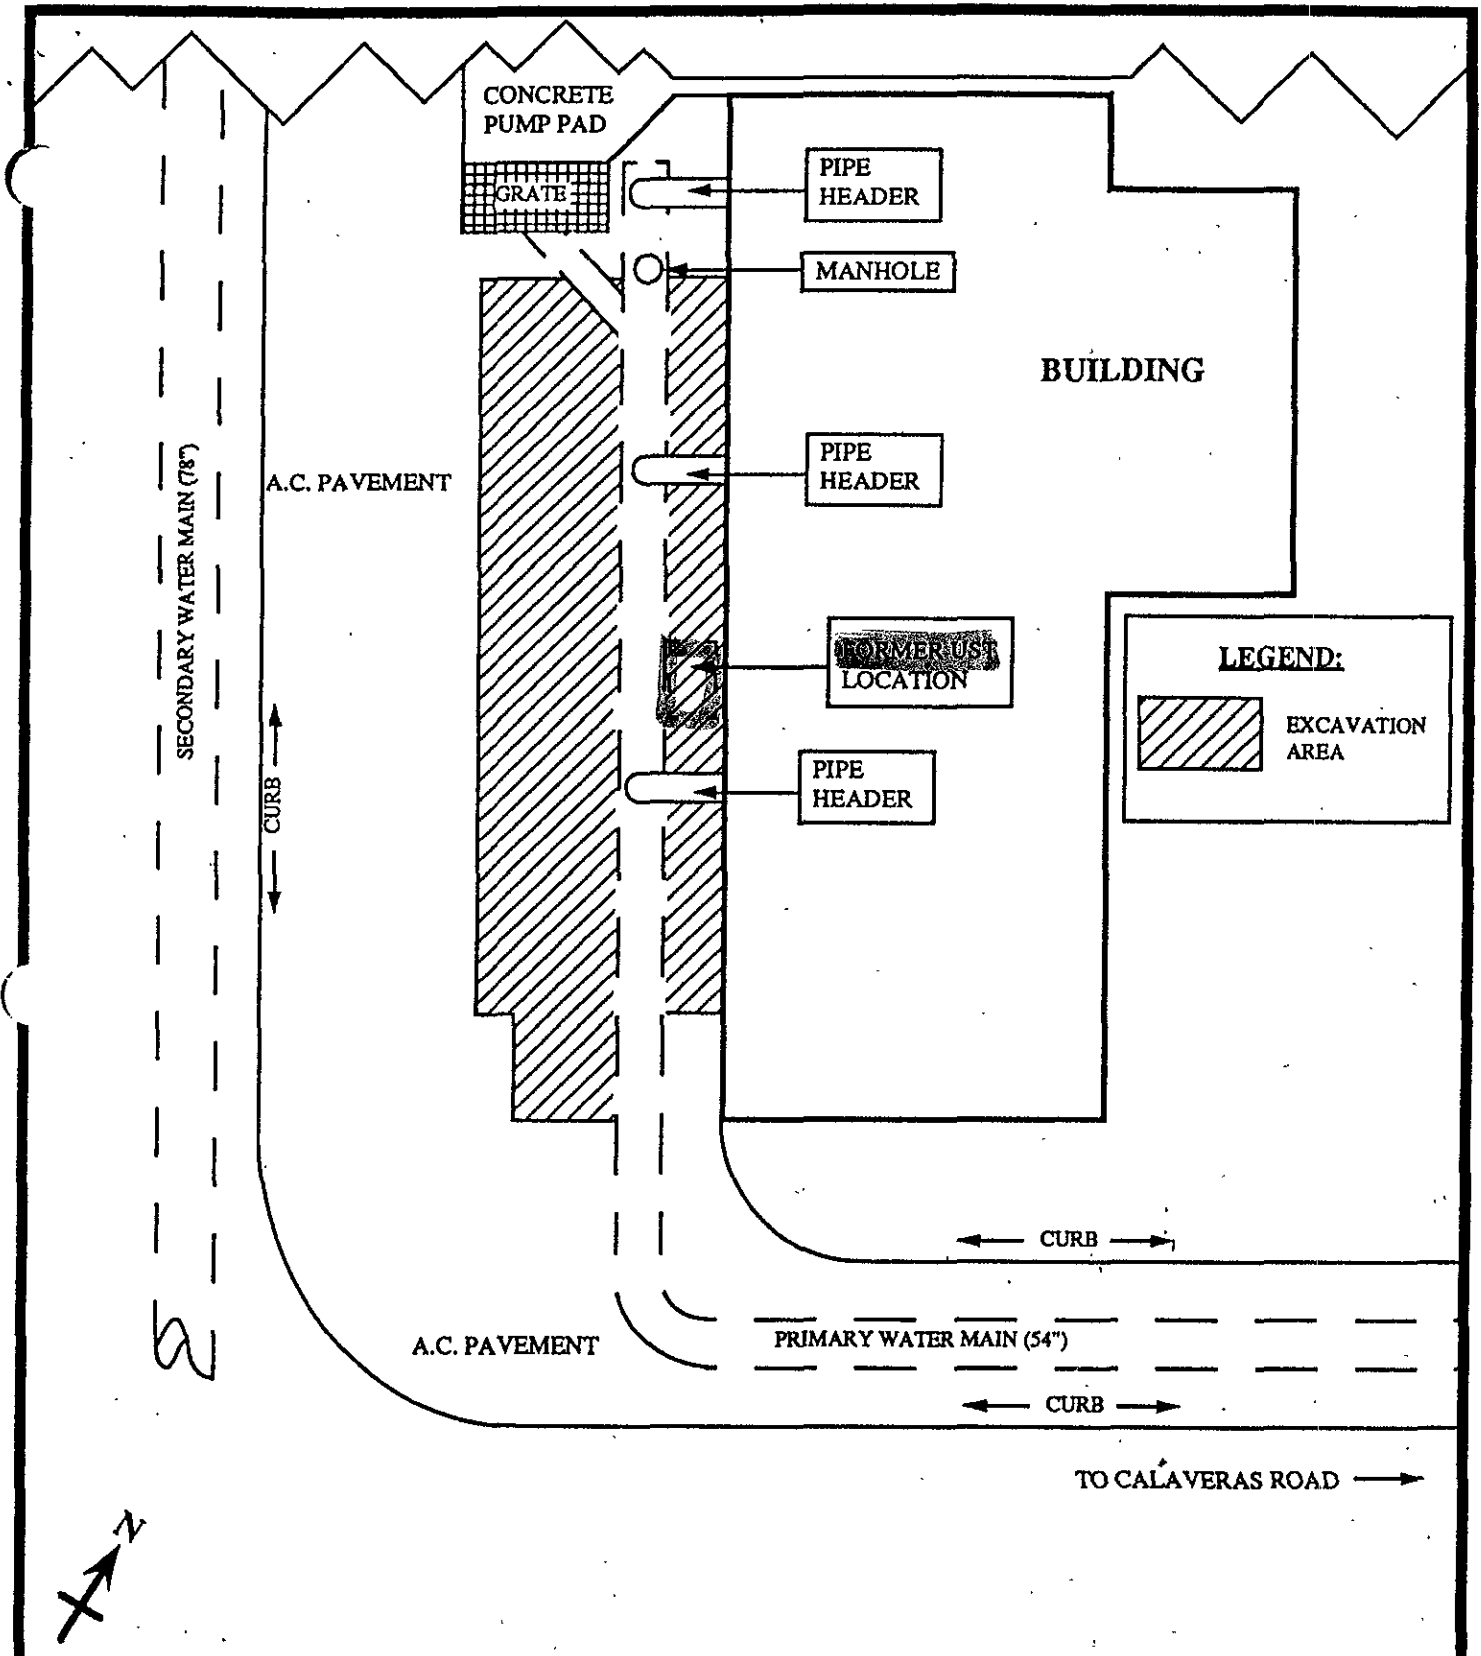 CONCRETE
PUMP PAD
GRATE
PIPE
HEADER
MANHOLE
BUILDING
PIPE
HEADER
A.C. PAVEMENT
SECONDARY WATER MAIN (78")
FORMER UST
LOCATION
LEGEND:
EXCAVATION
AREA
PIPE
HEADER
CURB
CURB
A.C. PAVEMENT
PRIMARY WATER MAIN (54")
CURB
TO CALAVERAS ROAD
N